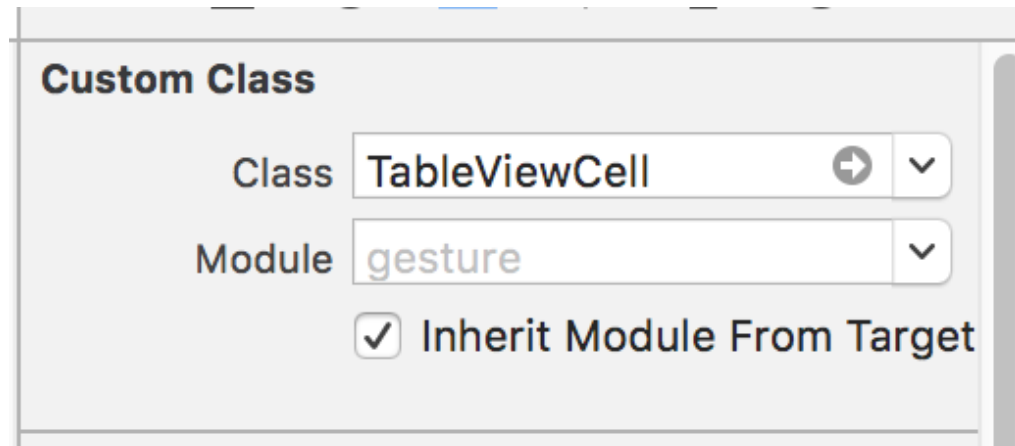 Custom Class
Class TableViewCell
Module gesture
Inherit Module From Target